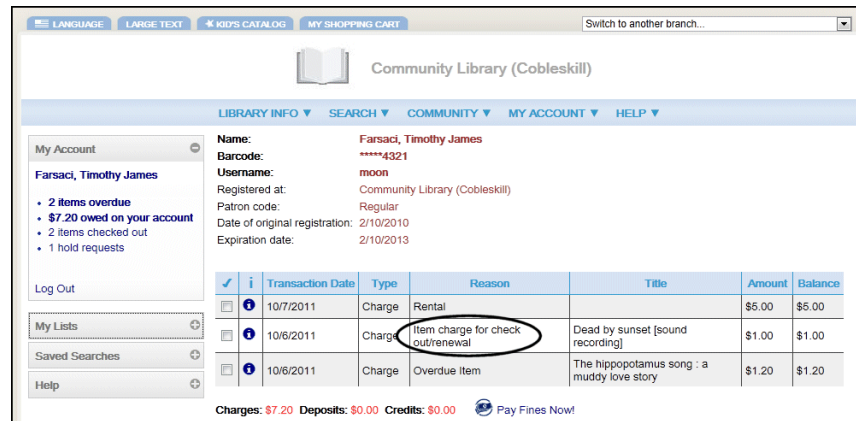 LANGUAGE LARGE TEXT KID'S CATALOG MY SHOPPING CART Switch to another branch...
Community Library (Cobleskill)
LIBRARY INFO ▼ SEARCH ▼ COMMUNITY ▼ MY ACCOUNT ▼ HELP ▼
My Account
Farsaci, Timothy James
• 2 items overdue
• $7.20 owed on your account
• 2 items checked out
• 1 hold requests
Log Out
My Lists
Saved Searches
Help
Name: Farsaci, Timothy James
Barcode: *****4321
Username: moon
Registered at: Community Library (Cobleskill)
Patron code: Regular
Date of original registration: 2/10/2010
Expiration date: 2/10/2013
✓ i Transaction Date Type Reason Title Amount Balance
i 10/7/2011 Charge Rental $5.00 $5.00
i 10/6/2011 Charge Item charge for check out/renewal Dead by sunset [sound recording] $1.00 $1.00
i 10/6/2011 Charge Overdue Item The hippopotamus song : a muddy love story $1.20 $1.20
Charges: $7.20 Deposits: $0.00 Credits: $0.00 Pay Fines Now!